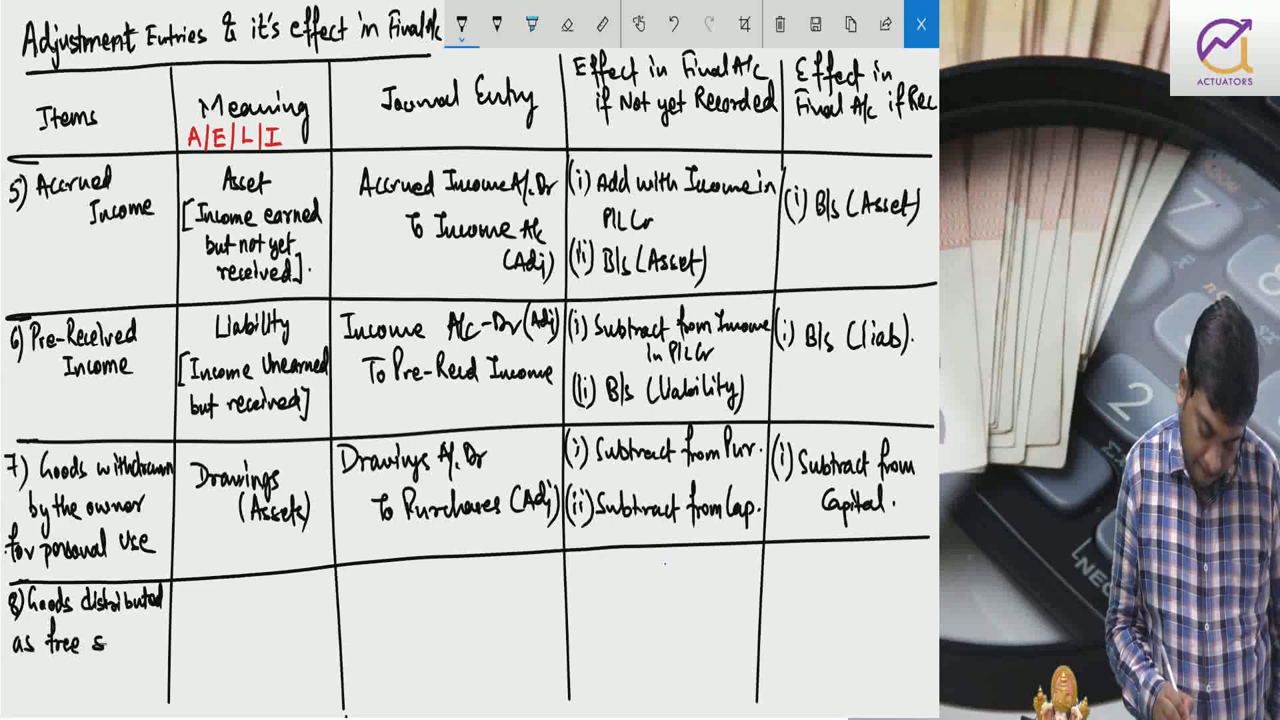 Adjustment Entries & it's effect in Final A/c
Items
Meaning
A/E/L/I
Journal Entry
Effect in Final A/c
if Not yet Recorded
Effect in
Final A/c if Rec
5) Accrued
Income
Asset
[Income earned
but not yet
received].
Accrued Income A/. Dr
To Income A/c
(Adj)
(i) Add with Income in
P/L Cr
(ii) B/s (Asset)
(i) B/s (Asset)
6) Pre-Received
Income
Liability
[Income Unearned
but received]
Income A/c - Dr (Adj)
To Pre-Recd Income
(i) Subtract from Income
In P/L Cr
(ii) B/s (Liability)
(i) B/s (Liab).
7) Goods withdrawn
by the owner
for personal use
Drawings
(Assets)
Drawings A/. Dr
To Purchases (Adj)
(i) Subtract from Pur.
(ii) Subtract from Cap.
(i) Subtract from
Capital.
8) Goods distributed
as free s
ACTUATORS
7
2